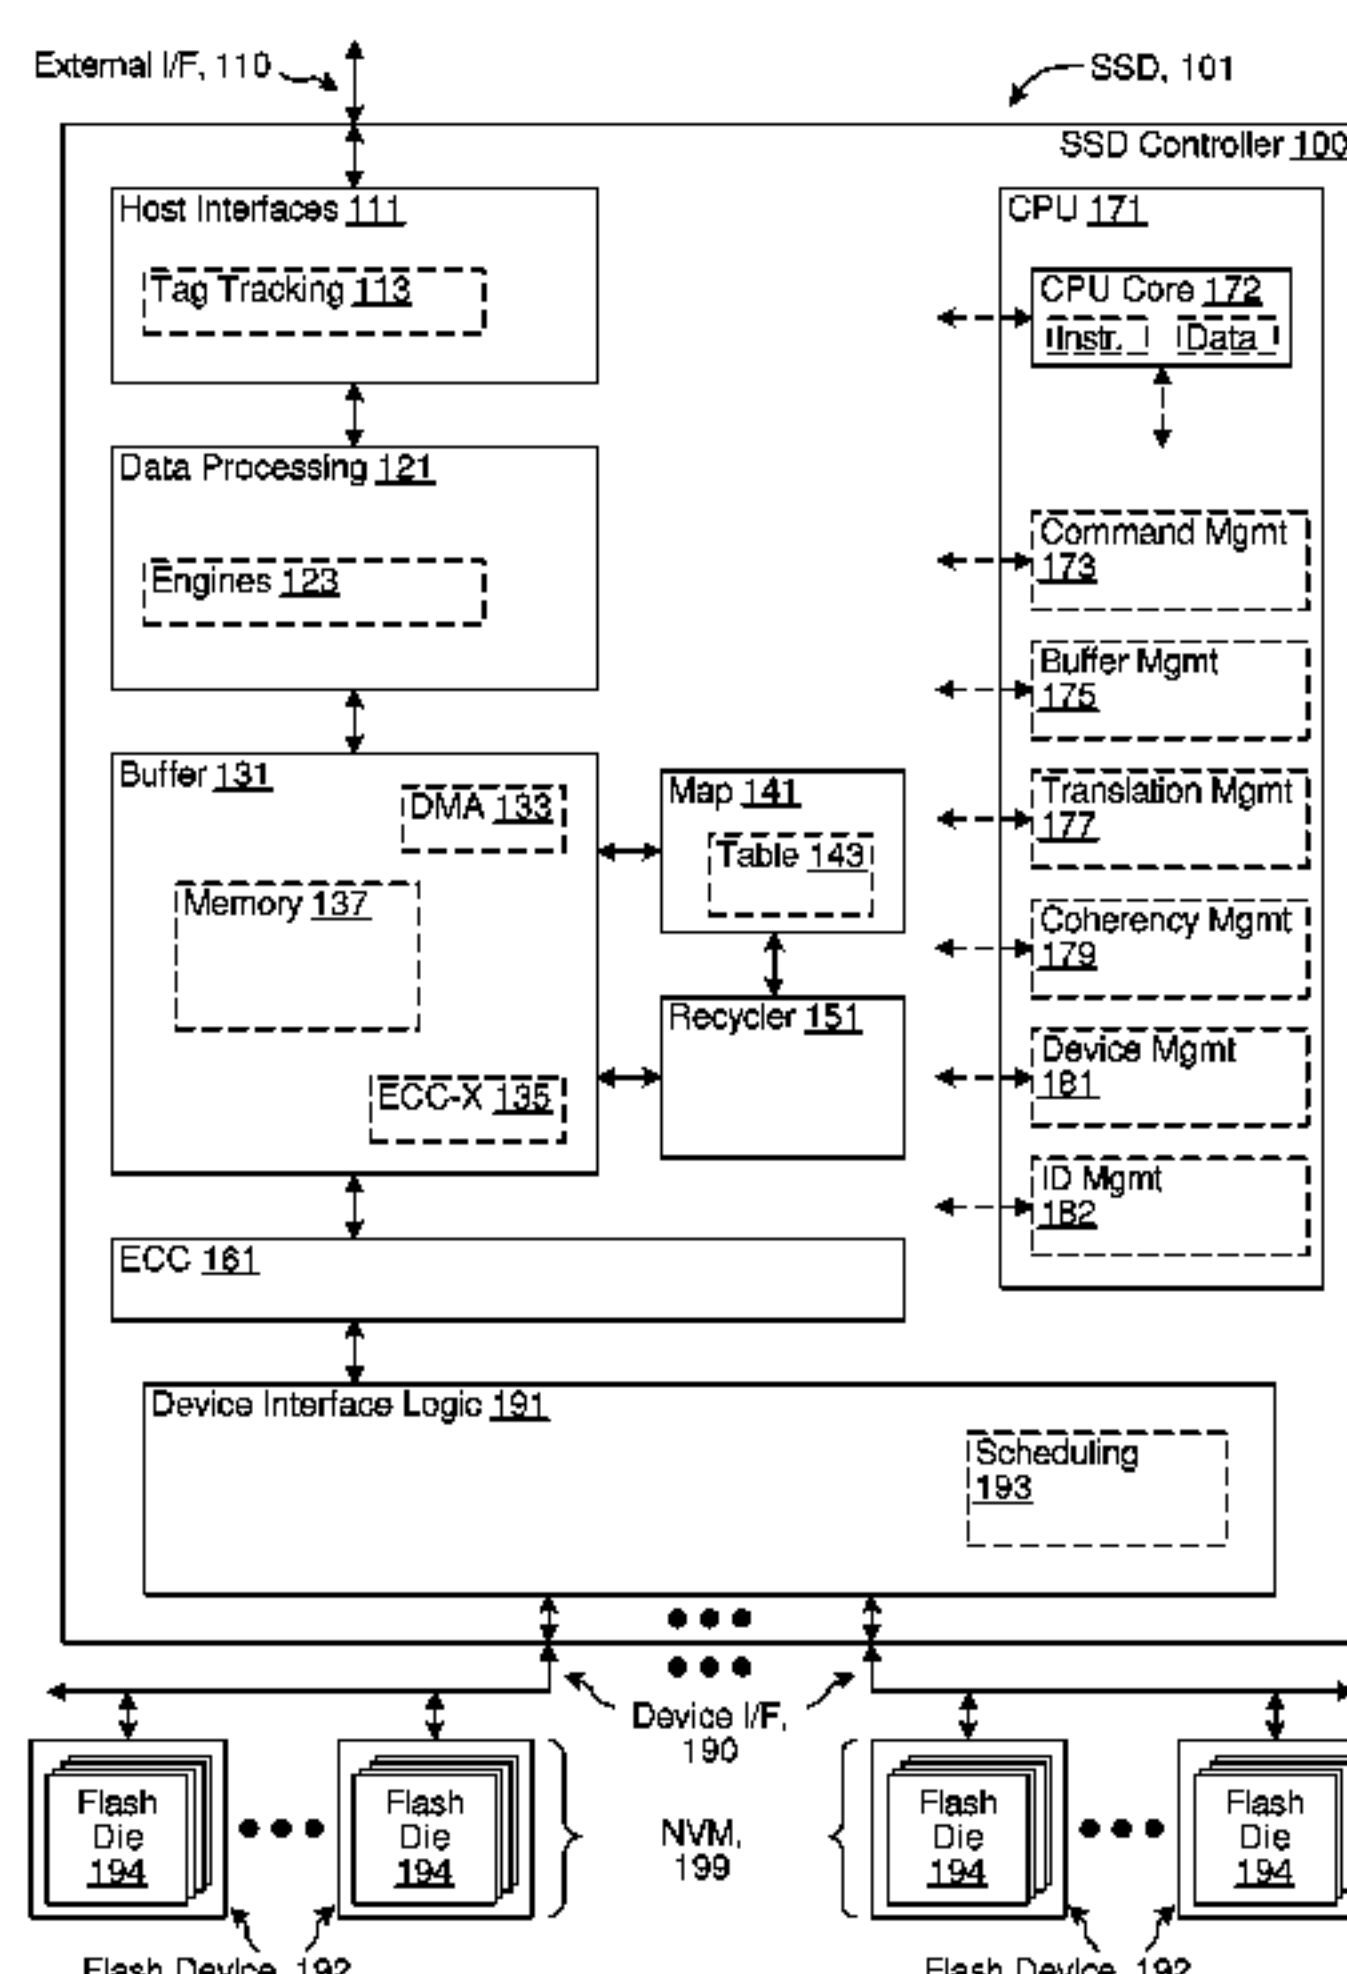 External I/F, 110
SSD, 101
SSD Controller 100
Host Interfaces 111
Tag Tracking 113
CPU 171
CPU Core 172
Instr.
Data
Data Processing 121
Engines 123
Command Mgmt
173
Buffer Mgmt
175
Buffer 131
DMA 133
Memory 137
ECC-X 135
Map 141
Table 143
Recycler 151
Translation Mgmt
177
Coherency Mgmt
179
Device Mgmt
181
ID Mgmt
182
ECC 161
Device Interface Logic 191
Scheduling
193
Device I/F,
190
Flash
Die
194
Flash
Die
194
NVM,
199
Flash
Die
194
Flash
Die
194
Flash Device, 192
Flash Device, 192